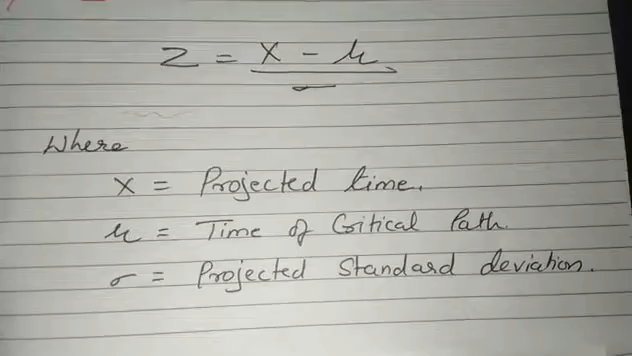 Z = X - μ
σ
Where
X = Projected time.
μ = Time of Critical Path.
σ = Projected Standard deviation.